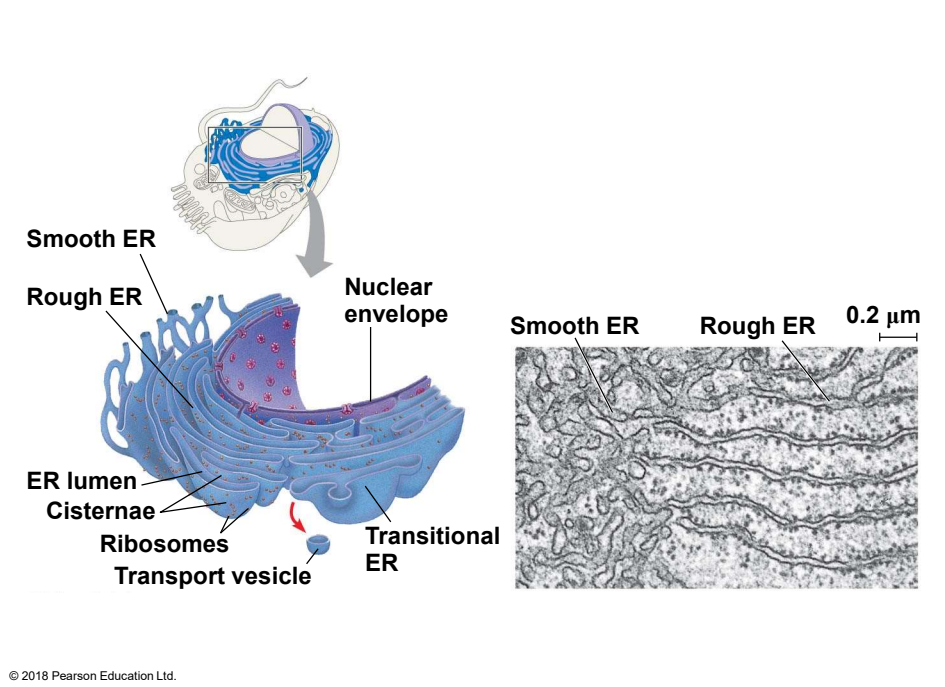 Smooth ER
Rough ER
Nuclear
envelope
ER lumen
Cisternae
Ribosomes
Transport vesicle
Transitional
ER
Smooth ER
Rough ER
0.2 μm
© 2018 Pearson Education Ltd.